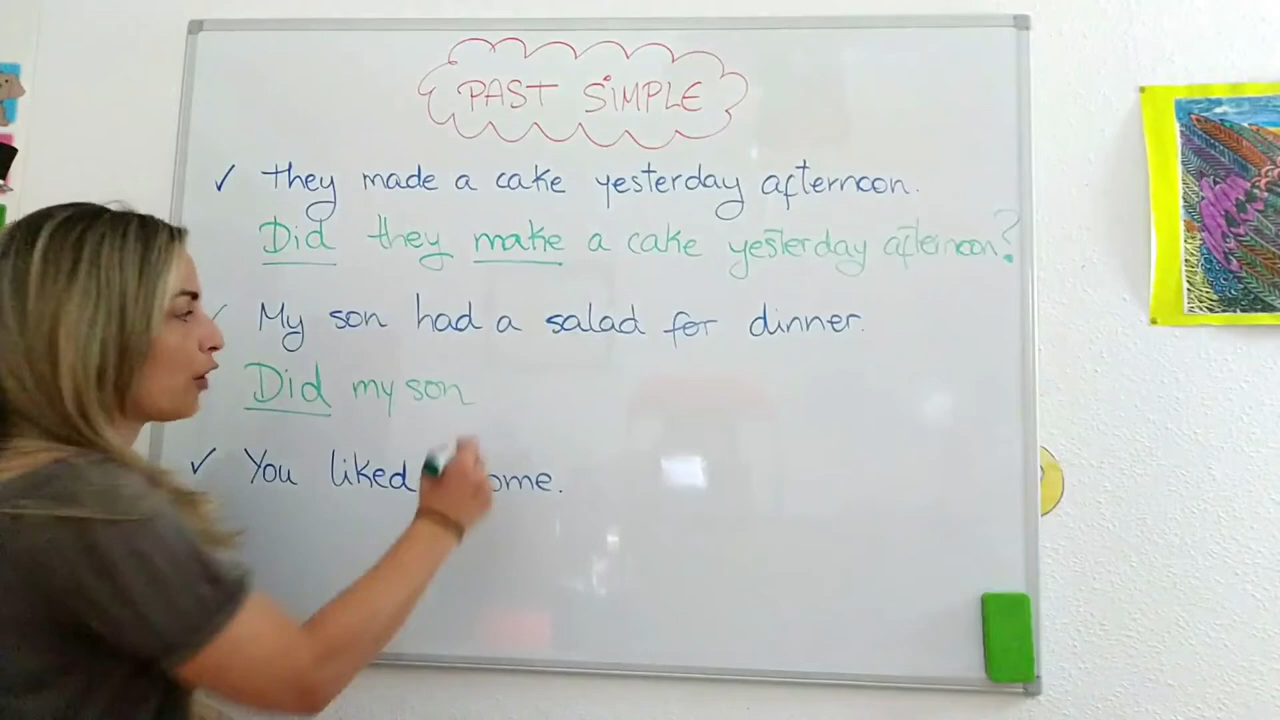 PAST SIMPLE
✓ They made a cake yesterday afternoon.
Did they make a cake yesterday afternoon?
✓ My son had a salad for dinner.
Did my son
✓ You liked